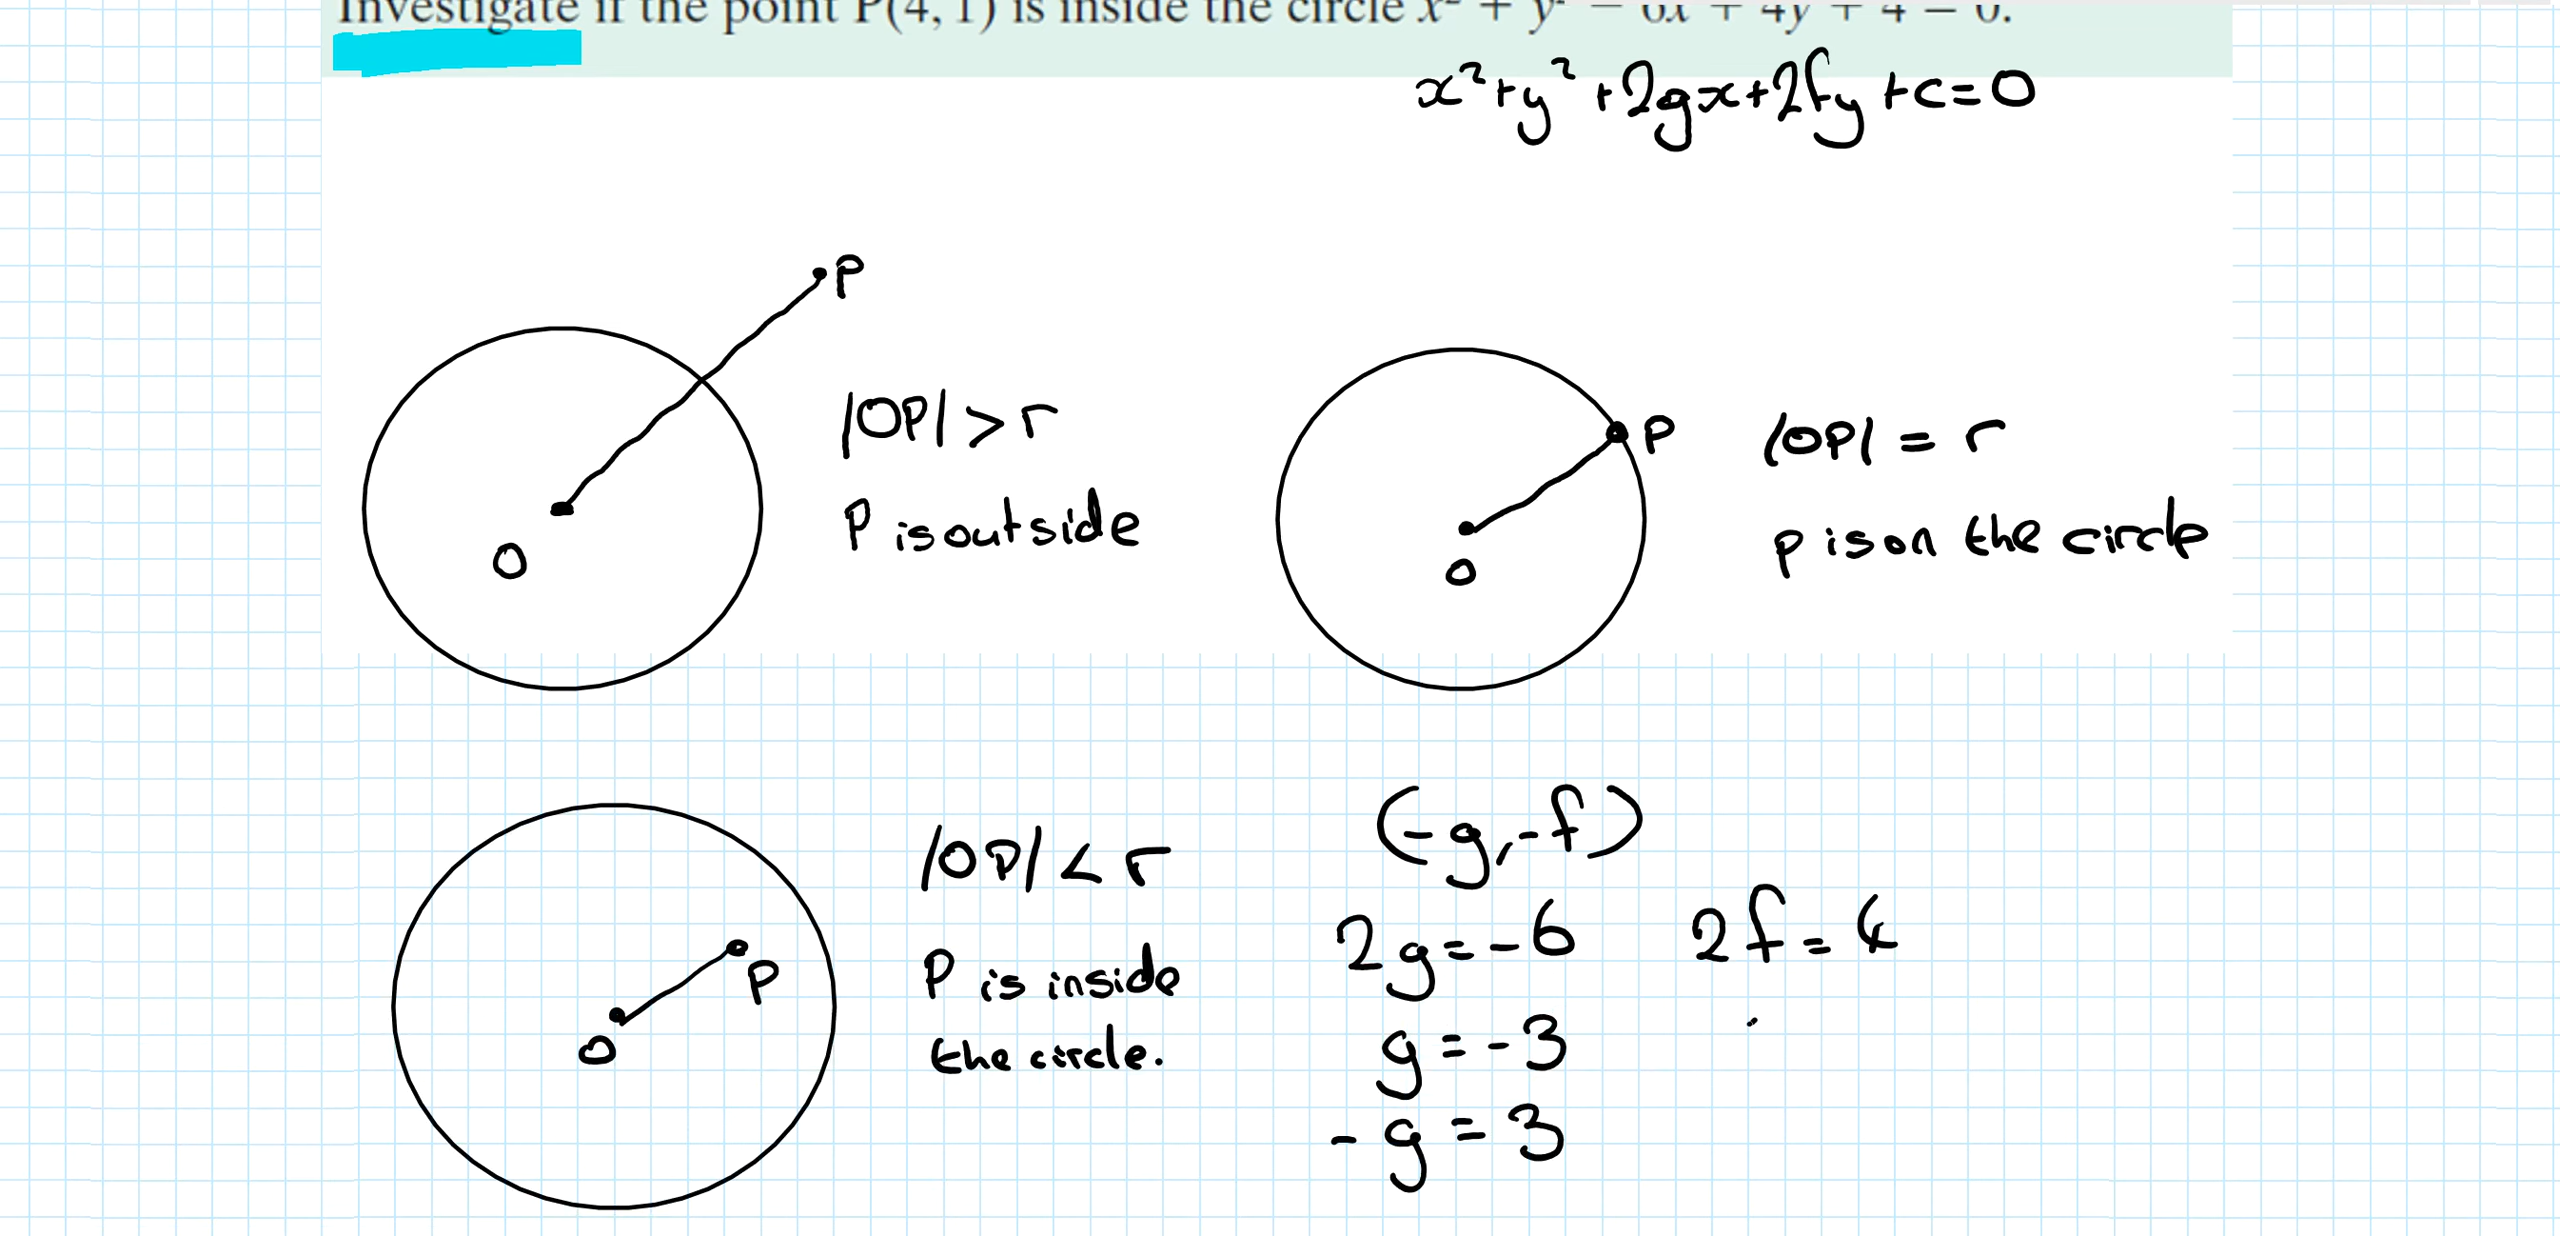 Investigate if the point P(4, 1) is inside the circle x² + y² − 6x + 4y + 4 = 0.
x²+y²+2gx+2fy+c=0
P
|OP| > r
P is outside
O
P
|OP| = r
P is on the circle
O
|OP| < r
P is inside
the circle.
P
O
(-g,-f)
2g=-6 2f=4
g=-3
-g=3